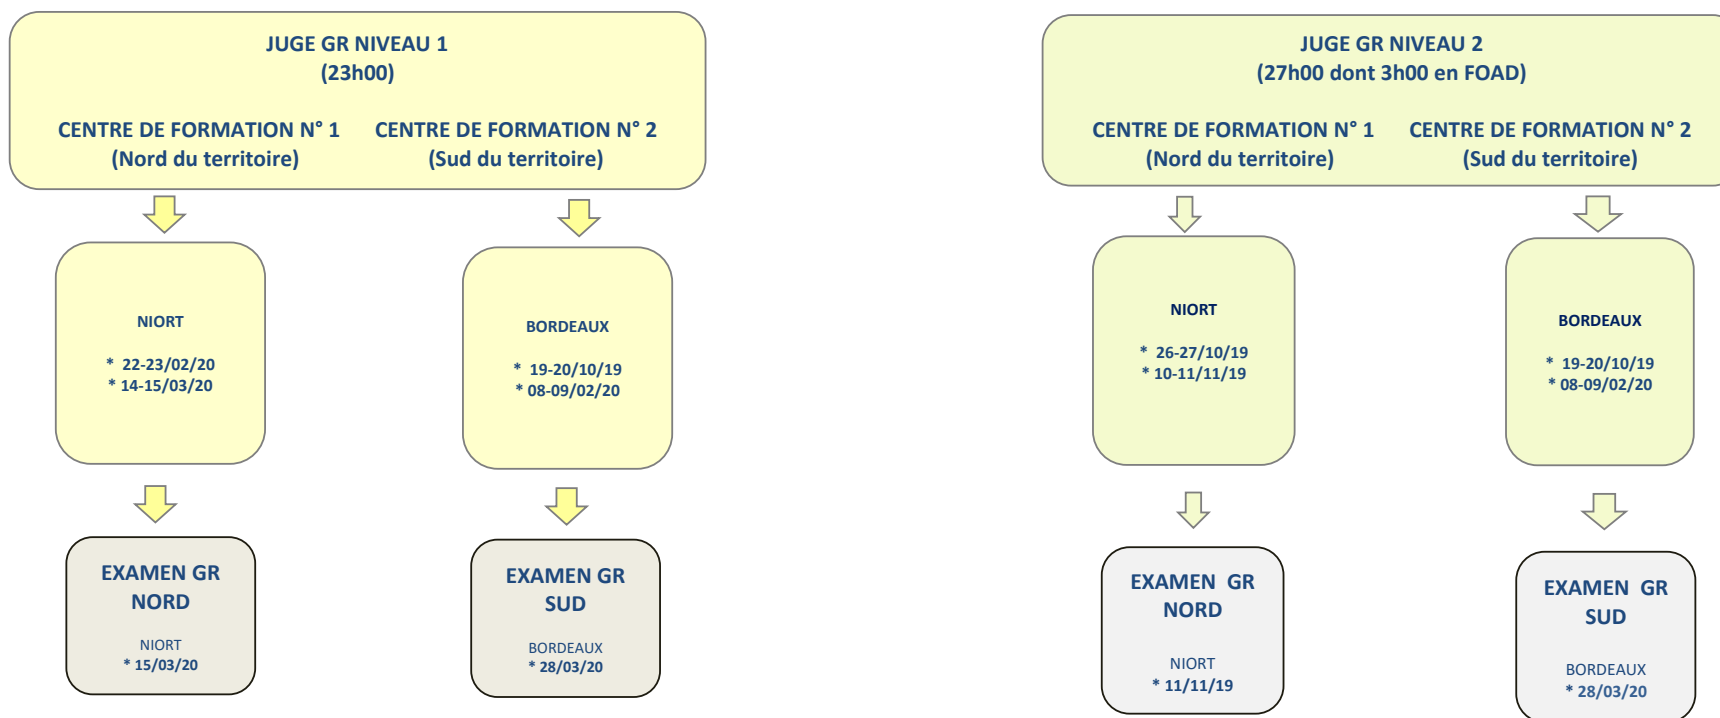 JUGE GR NIVEAU 1
(23h00)
CENTRE DE FORMATION N° 1
(Nord du territoire)
CENTRE DE FORMATION N° 2
(Sud du territoire)
NIORT
* 22-23/02/20
* 14-15/03/20
BORDEAUX
* 19-20/10/19
* 08-09/02/20
EXAMEN GR
NORD
NIORT
* 15/03/20
EXAMEN GR
SUD
BORDEAUX
* 28/03/20
JUGE GR NIVEAU 2
(27h00 dont 3h00 en FOAD)
CENTRE DE FORMATION N° 1
(Nord du territoire)
CENTRE DE FORMATION N° 2
(Sud du territoire)
NIORT
* 26-27/10/19
* 10-11/11/19
BORDEAUX
* 19-20/10/19
* 08-09/02/20
EXAMEN GR
NORD
NIORT
* 11/11/19
EXAMEN GR
SUD
BORDEAUX
* 28/03/20